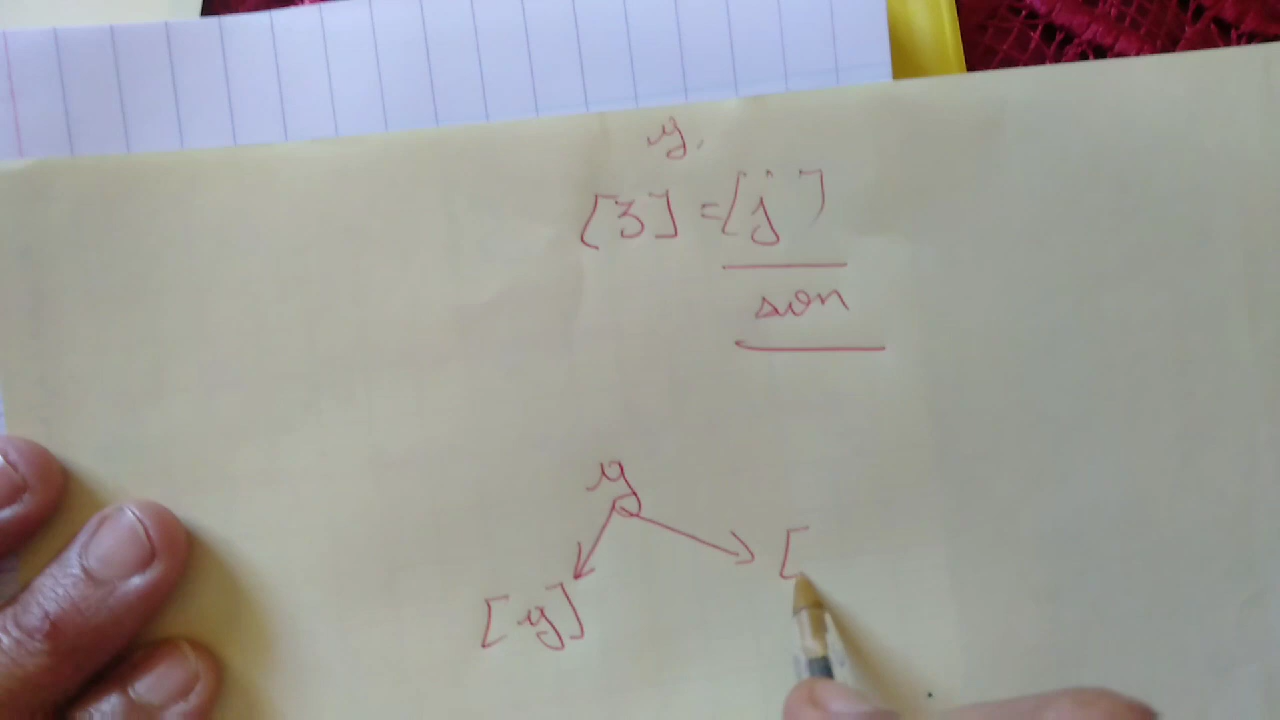 y.
[3] = [j]
son
y
[y] [